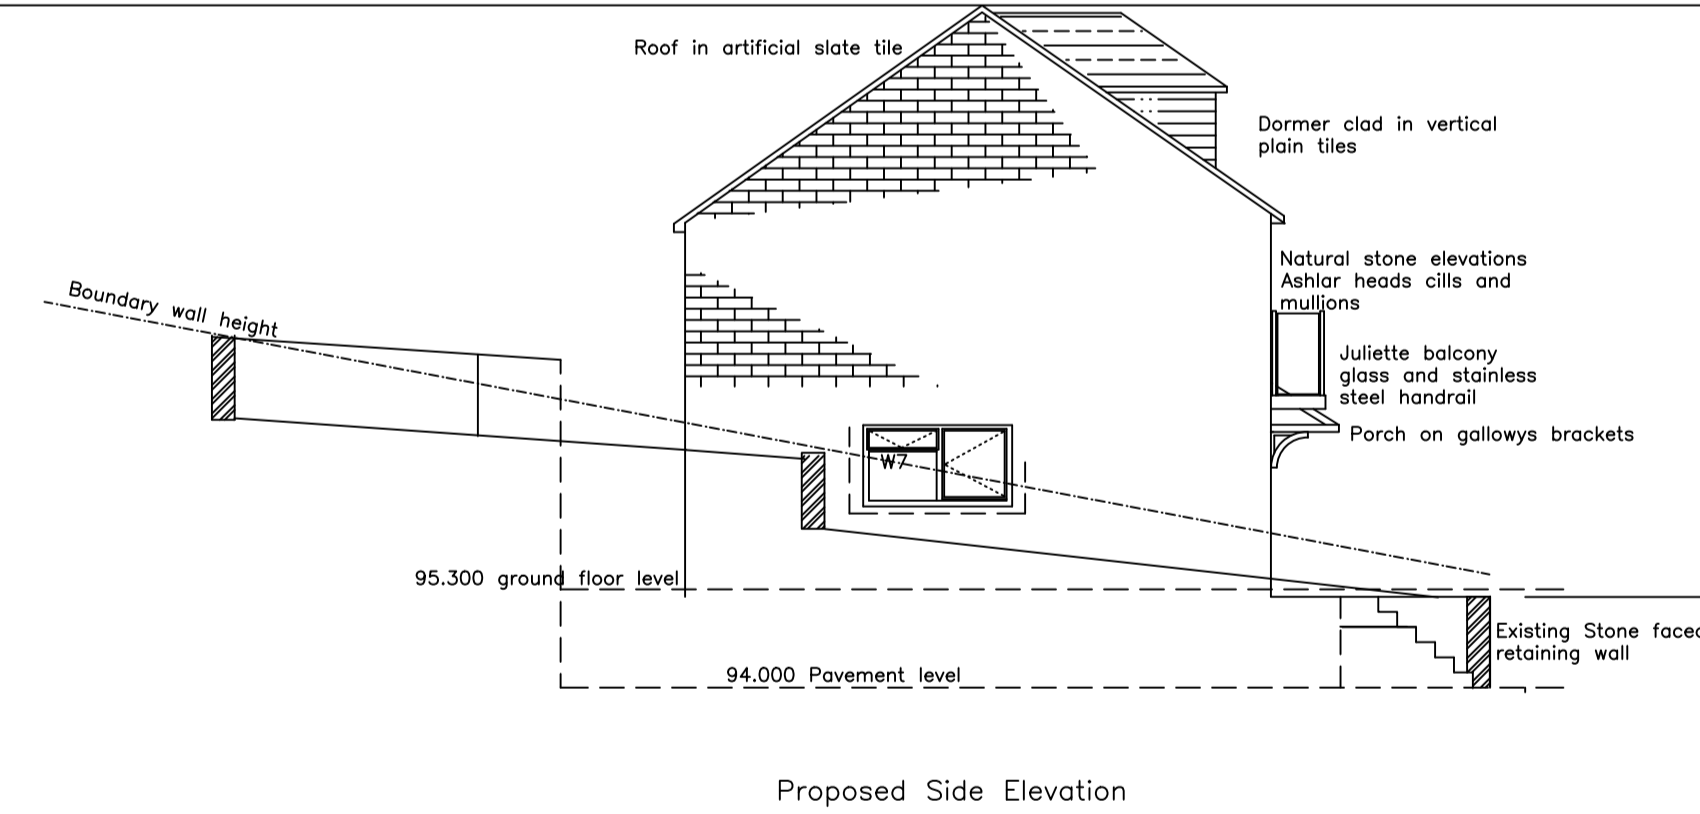 Roof in artificial slate tile
Dormer clad in vertical
plain tiles
Natural stone elevations
Ashlar heads cills and
mullions
Boundary wall height
Juliette balcony
glass and stainless
steel handrail
Porch on gallowys brackets
W7
95.300 ground floor level
Existing Stone faced
retaining wall
94.000 Pavement level
Proposed Side Elevation